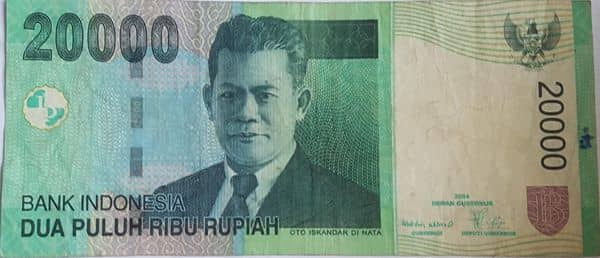 20000
20000
BANK INDONESIA
DUA PULUH RIBU RUPIAH
OTO ISKANDAR DI NATA
2004
DEWAN GUBERNUR
GUBERNUR
DEPUTI GUBERNUR